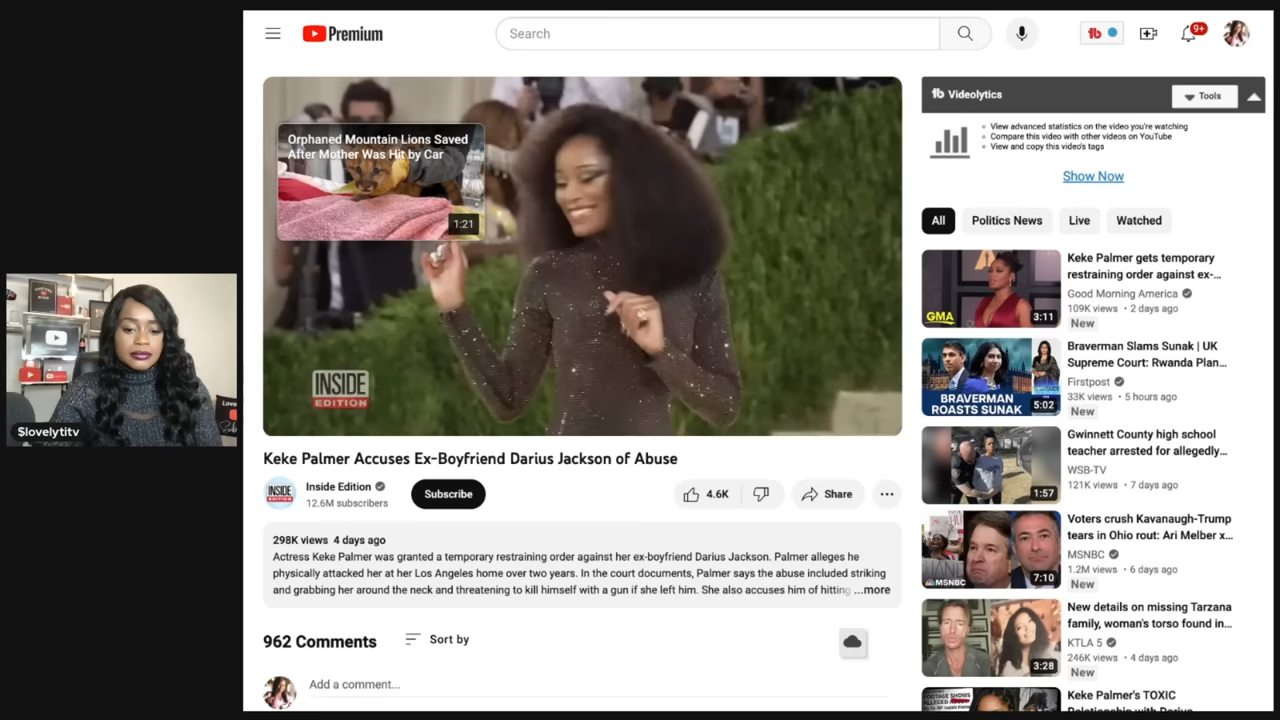 Premium
Search
9+
Orphaned Mountain Lions Saved
After Mother Was Hit by Car
1:21
INSIDE
EDITION
$lovelytitv
Keke Palmer Accuses Ex-Boyfriend Darius Jackson of Abuse
INSIDE
EDITION
Inside Edition
12.6M subscribers
Subscribe
4.6K
Share
298K views 4 days ago
Actress Keke Palmer was granted a temporary restraining order against her ex-boyfriend Darius Jackson. Palmer alleges he
physically attacked her at her Los Angeles home over two years. In the court documents, Palmer says the abuse included striking
and grabbing her around the neck and threatening to kill himself with a gun if she left him. She also accuses him of hitting ...more
962 Comments
Sort by
Add a comment...
tb Videolytics
Tools
View advanced statistics on the video you're watching
Compare this video with other videos on YouTube
View and copy this video's tags
Show Now
All
Politics News
Live
Watched
GMA
3:11
Keke Palmer gets temporary
restraining order against ex-...
Good Morning America
109K views • 2 days ago
New
BRAVERMAN
ROASTS SUNAK
5:02
Braverman Slams Sunak | UK
Supreme Court: Rwanda Plan...
Firstpost
33K views • 5 hours ago
New
1:57
Gwinnett County high school
teacher arrested for allegedly...
WSB-TV
121K views • 7 days ago
MSNBC
7:10
Voters crush Kavanaugh-Trump
tears in Ohio rout: Ari Melber x...
MSNBC
1.2M views • 6 days ago
New
3:28
New details on missing Tarzana
family, woman's torso found in...
KTLA 5
246K views • 4 days ago
New
Keke Palmer's TOXIC